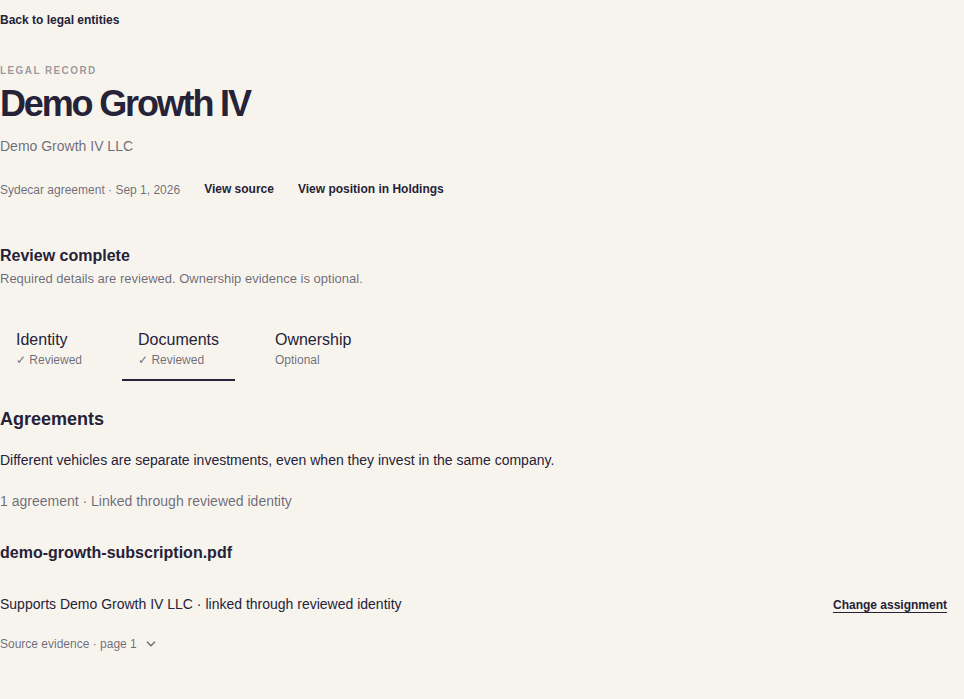 Back to legal entities
LEGAL RECORD
Demo Growth IV
Demo Growth IV LLC
Sydecar agreement · Sep 1, 2026 View source View position in Holdings
Review complete
Required details are reviewed. Ownership evidence is optional.
Identity Documents Ownership
✓ Reviewed ✓ Reviewed Optional
Agreements
Different vehicles are separate investments, even when they invest in the same company.
1 agreement · Linked through reviewed identity
demo-growth-subscription.pdf
Supports Demo Growth IV LLC · linked through reviewed identity Change assignment
Source evidence · page 1